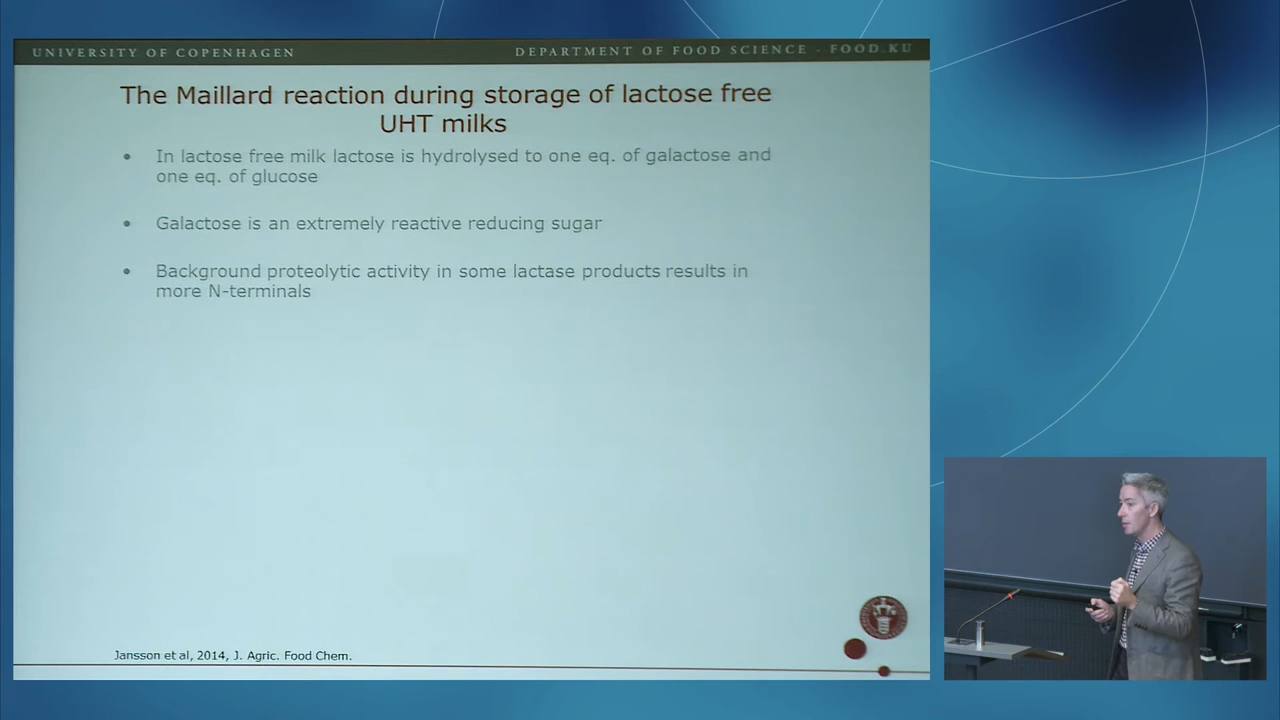 UNIVERSITY OF COPENHAGEN
DEPARTMENT OF FOOD SCIENCE - FOOD.KU
The Maillard reaction during storage of lactose free
UHT milks
• In lactose free milk lactose is hydrolysed to one eq. of galactose and
one eq. of glucose
• Galactose is an extremely reactive reducing sugar
• Background proteolytic activity in some lactase products results in
more N-terminals
Jansson et al, 2014, J. Agric. Food Chem.